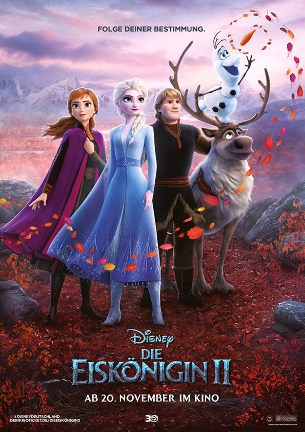 FOLGE DEINER BESTIMMUNG.
Disney
DIE
EISKÖNIGIN II
AB 20. NOVEMBER IM KINO
3D